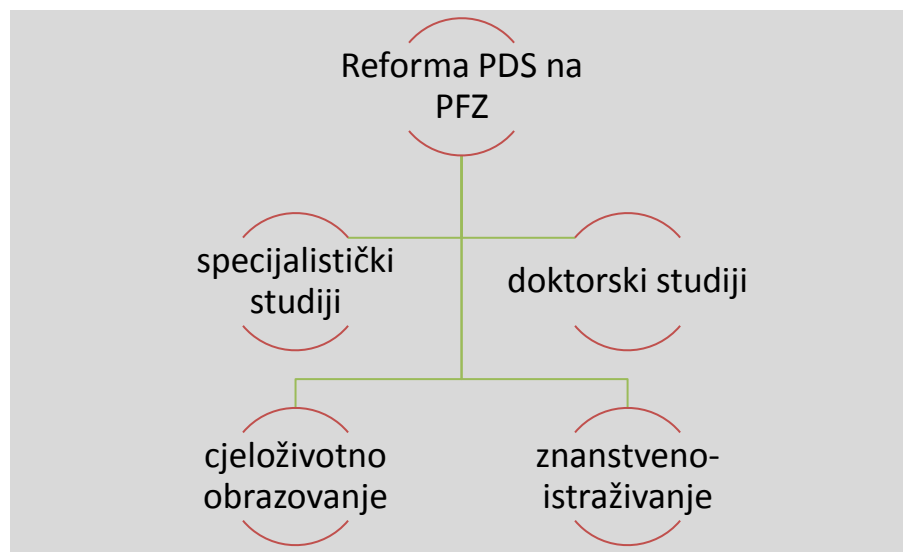 Reforma PDS na
PFZ
specijalistički
studiji
doktorski studiji
cjeloživotno
obrazovanje
znanstveno-
istraživanje